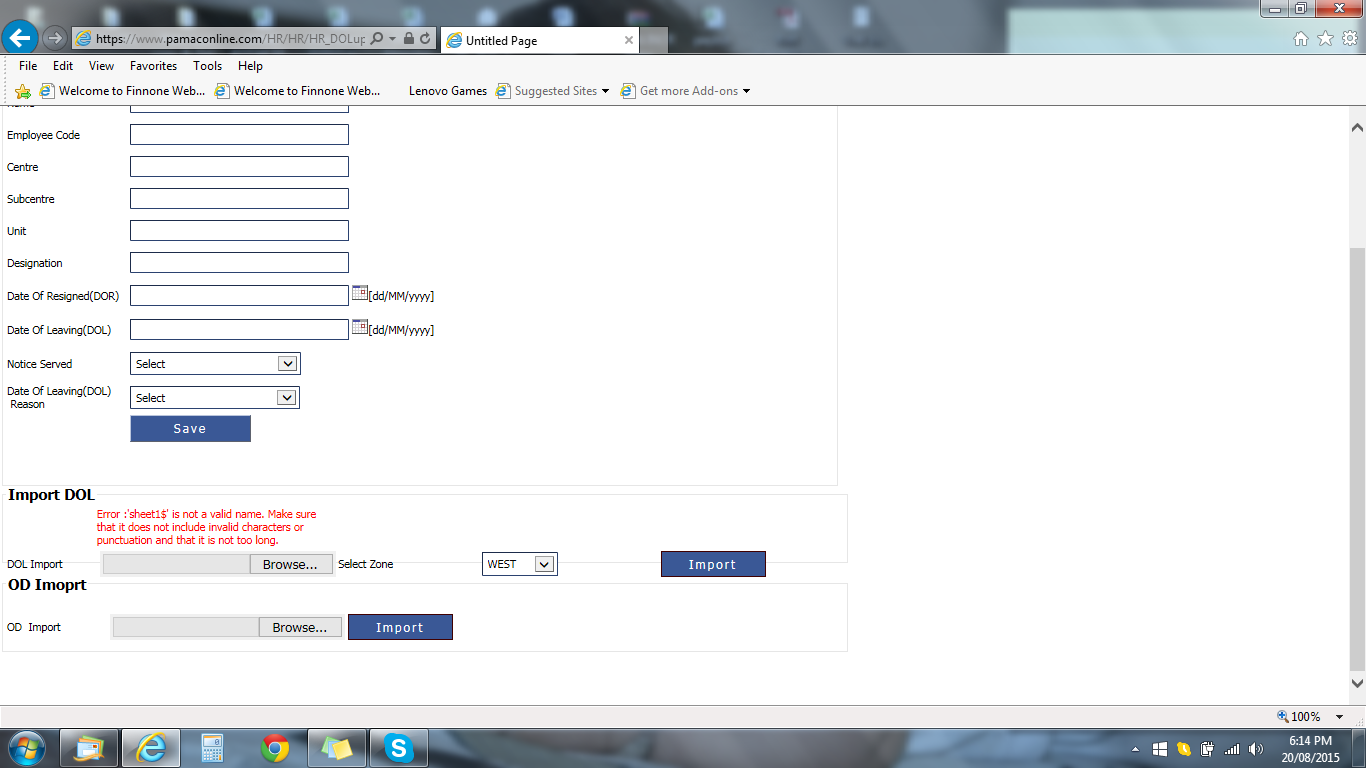 https://www.pamaconline.com/HR/HR/HR_DOLup
Untitled Page
File Edit View Favorites Tools Help
Welcome to Finnone Web... Welcome to Finnone Web... Lenovo Games Suggested Sites Get more Add-ons
Employee Code
Centre
Subcentre
Unit
Designation
Date Of Resigned(DOR) [dd/MM/yyyy]
Date Of Leaving(DOL) [dd/MM/yyyy]
Notice Served Select
Date Of Leaving(DOL)
Reason
Select
Save
Import DOL
Error :'sheet1$' is not a valid name. Make sure
that it does not include invalid characters or
punctuation and that it is not too long.
DOL Import Browse... Select Zone WEST Import
OD Imoprt
OD Import Browse... Import
100%
6:14 PM
20/08/2015